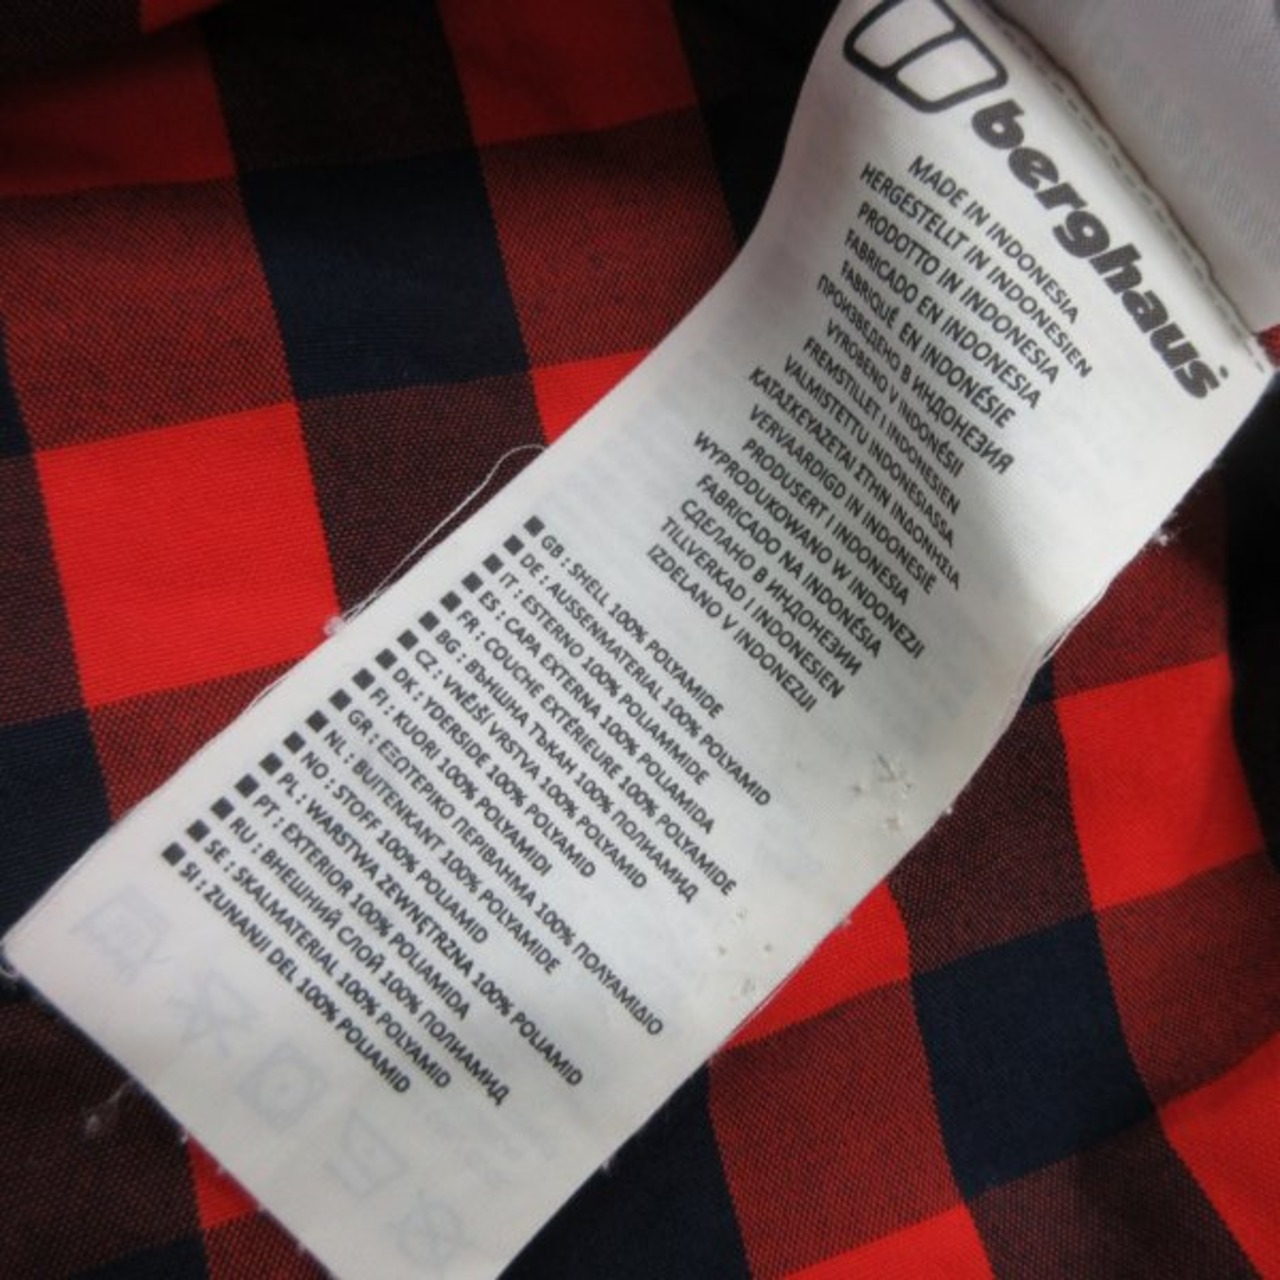 berghaus
MADE IN INDONESIA
HERGESTELLT IN INDONESIEN
PRODOTTO IN INDONESIA
FABRICADO EN INDONESIA
FABRIQUÉ EN INDONÉSIE
ПРОИЗВЕДЕНО В ИНДОНЕЗИЯ
VYROBENO V INDONÉSII
FREMSTILLET I INDONESIEN
VALMISTETTU INDONESIASSA
ΚΑΤΑΣΚΕΥΑΖΕΤΑΙ ΣΤΗΝ ΙΝΔΟΝΗΣΙΑ
VERVAARDIGD IN INDONESIË
PRODUSERT I INDONESIA
WYPRODUKOWANO W INDONEZJI
FABRICADO NA INDONÉSIA
СДЕЛАНО В ИНДОНЕЗИИ
TILLVERKAD I INDONESIEN
IZDELANO V INDONEZIJI
GB : SHELL 100% POLYAMIDE
DE : AUSSENMATERIAL 100% POLYAMID
IT : ESTERNO 100% POLIAMMIDE
ES : CAPA EXTERNA 100% POLIAMIDA
FR : COUCHE EXTÉRIEURE 100% POLYAMIDE
BG : ВЪНШНА ТЪКАН 100% ПОЛИАМИД
CZ : VNĚJŠÍ VRSTVA 100% POLYAMID
DK : YDERSIDE 100% POLYAMID
FI : KUORI 100% POLYAMIDI
GR : ΕΞΩΤΕΡΙΚΟ ΠΕΡΙΒΛΗΜΑ 100% ΠΟΛΥΑΜΙΔΙΟ
NL : BUITENKANT 100% POLYAMIDE
NO : STOFF 100% POLIAMID
PL : WARSTWA ZEWNĘTRZNA 100% POLIAMID
PT : EXTERIOR 100% POLIAMIDA
RU : ВНЕШНИЙ СЛОЙ 100% ПОЛИАМИД
SE : SKALMATERIAL 100% POLYAMID
SI : ZUNANJI DEL 100% POLIAMID